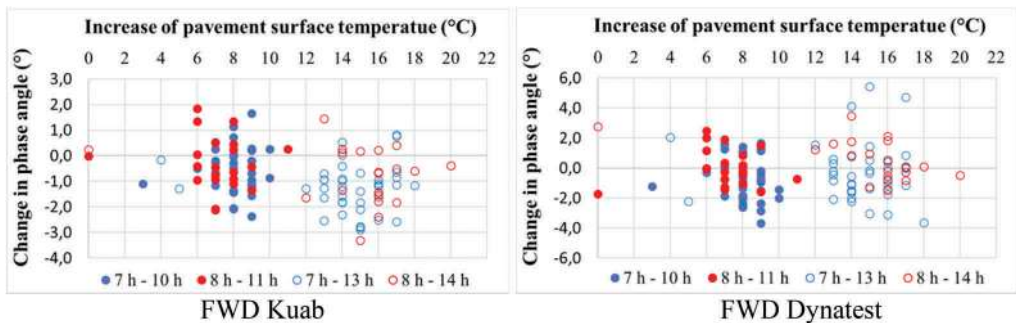 Increase of pavement surface temperatue (°C)
0 2 4 6 8 10 12 14 16 18 20 22
Change in phase angle (°)
3,0
2,0
1,0
0,0
-1,0
-2,0
-3,0
-4,0
7 h - 10 h 8 h - 11 h 7 h - 13 h 8 h - 14 h
FWD Kuab
Increase of pavement surface temperatue (°C)
0 2 4 6 8 10 12 14 16 18 20 22
Change in phase angle (°)
6,0
4,0
2,0
0,0
-2,0
-4,0
-6,0
7 h - 10 h 8 h - 11 h 7 h - 13 h 8 h - 14 h
FWD Dynatest